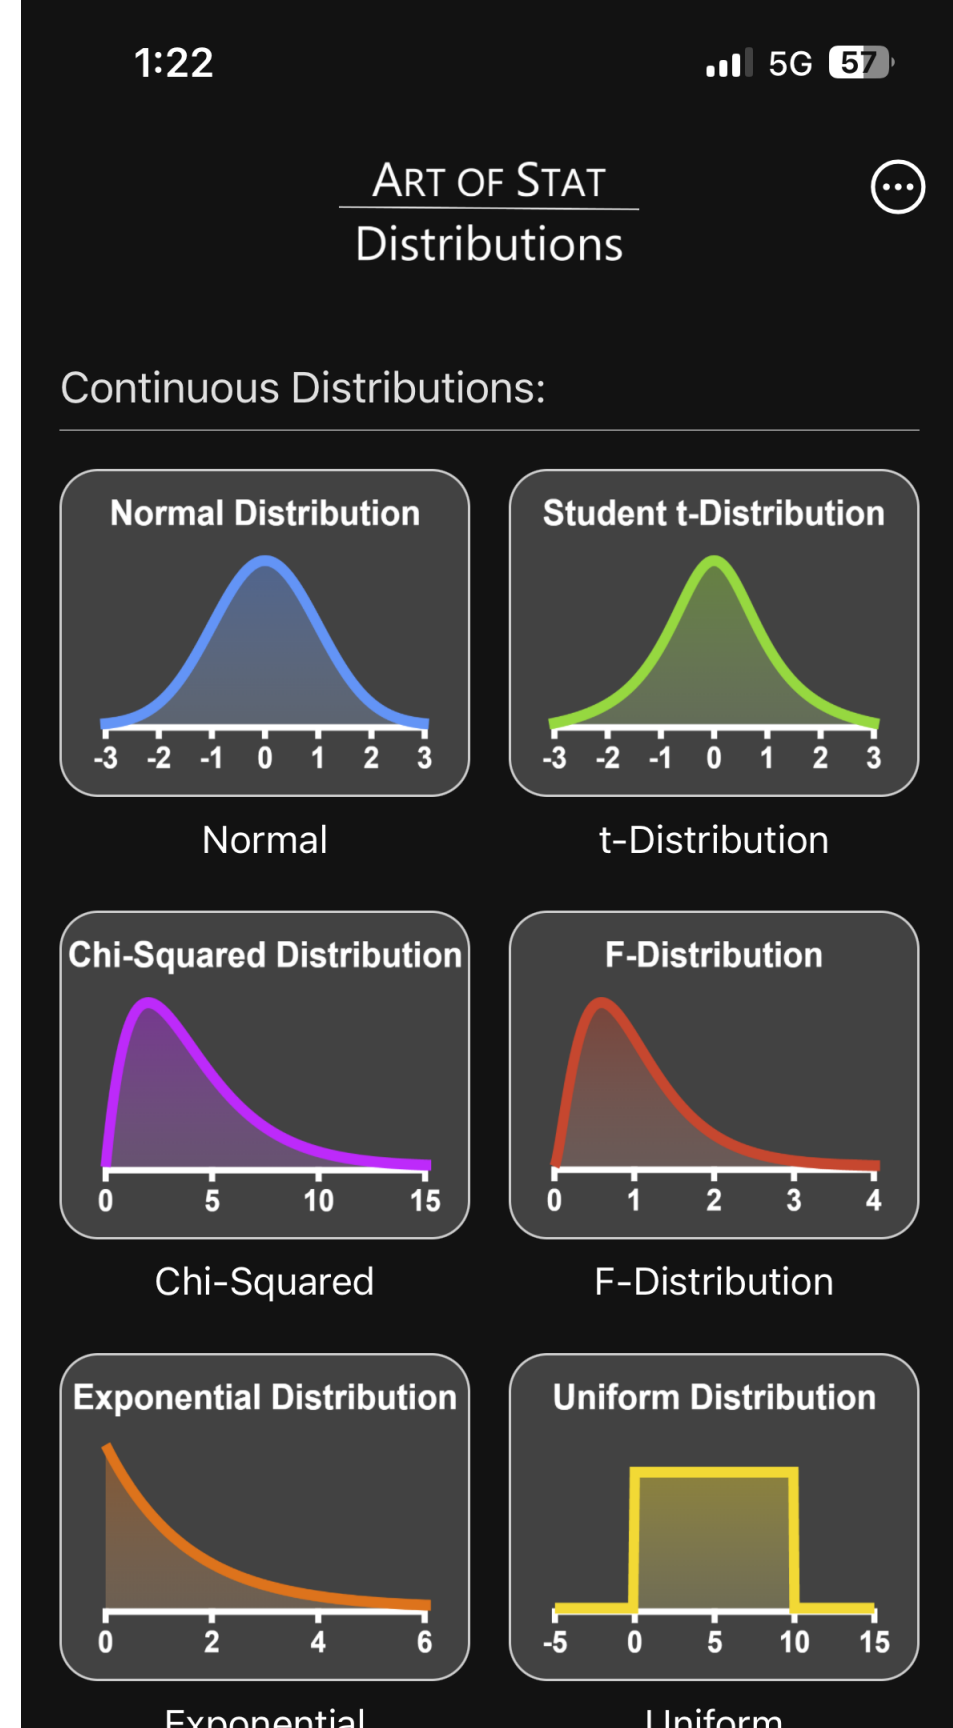 1:22
5G 57
ART OF STAT
Distributions
Continuous Distributions:
Normal Distribution
-3 -2 -1 0 1 2 3
Normal
Student t-Distribution
-3 -2 -1 0 1 2 3
t-Distribution
Chi-Squared Distribution
0 5 10 15
Chi-Squared
F-Distribution
0 1 2 3 4
F-Distribution
Exponential Distribution
0 2 4 6
Exponential
Uniform Distribution
-5 0 5 10 15
Uniform